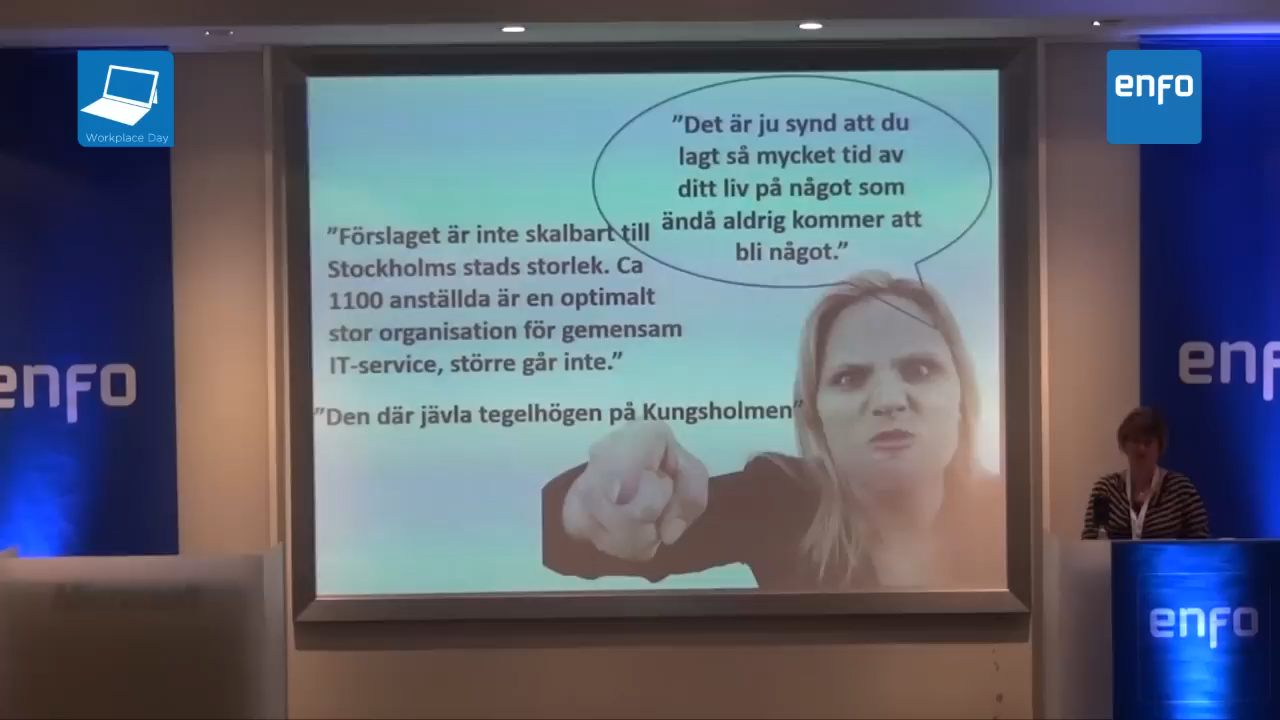 Workplace Day
enfo
"Det är ju synd att du
lagt så mycket tid av
ditt liv på något som
ändå aldrig kommer att
bli något."
"Förslaget är inte skalbart till
Stockholms stads storlek. Ca
1100 anställda är en optimalt
stor organisation för gemensam
IT-service, större går inte."
"Den där jävla tegelhögen på Kungsholmen"
enfo
enf
enfo